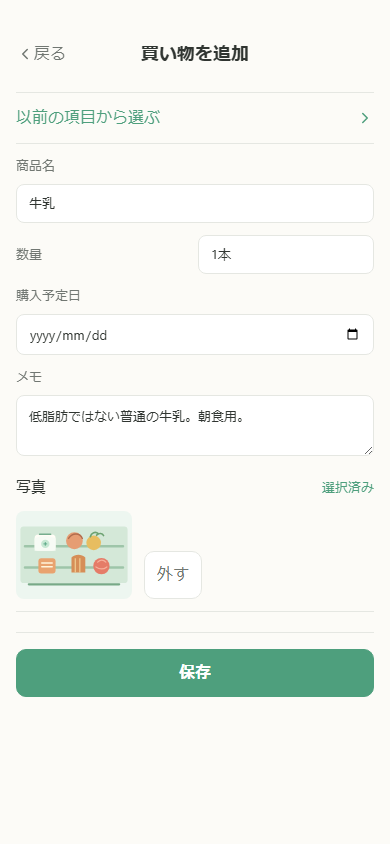 戻る
買い物を追加
以前の項目から選ぶ
商品名
牛乳
数量
1本
購入予定日
yyyy/mm/dd
メモ
低脂肪ではない普通の牛乳。朝食用。
写真
選択済み
外す
保存